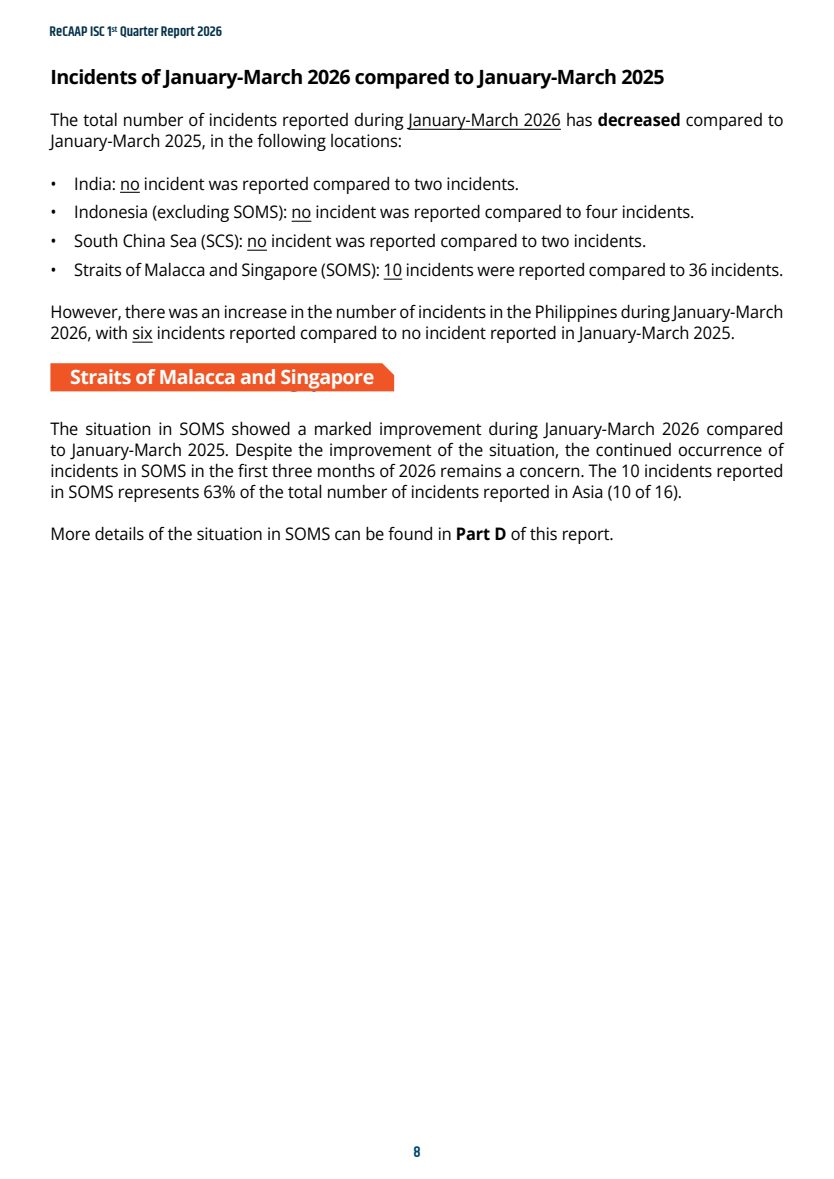 ReCAAP ISC 1st Quarter Report 2026
Incidents of January-March 2026 compared to January-March 2025
The total number of incidents reported during January-March 2026 has decreased compared to
January-March 2025, in the following locations:
• India: no incident was reported compared to two incidents.
• Indonesia (excluding SOMS): no incident was reported compared to four incidents.
• South China Sea (SCS): no incident was reported compared to two incidents.
• Straits of Malacca and Singapore (SOMS): 10 incidents were reported compared to 36 incidents.
However, there was an increase in the number of incidents in the Philippines during January-March
2026, with six incidents reported compared to no incident reported in January-March 2025.
Straits of Malacca and Singapore
The situation in SOMS showed a marked improvement during January-March 2026 compared
to January-March 2025. Despite the improvement of the situation, the continued occurrence of
incidents in SOMS in the first three months of 2026 remains a concern. The 10 incidents reported
in SOMS represents 63% of the total number of incidents reported in Asia (10 of 16).
More details of the situation in SOMS can be found in Part D of this report.
8